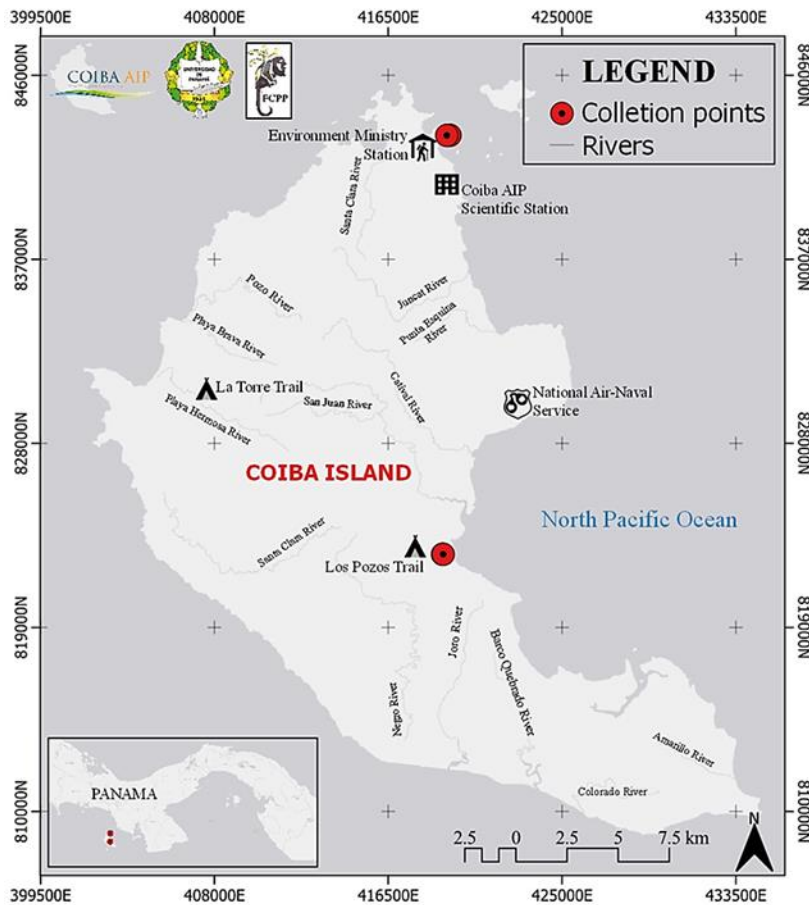 399500E 408000E 416500E 425000E 433500E
846000N
837000N
828000N
819000N
810000N
846000N
837000N
828000N
819000N
810000N
COIBA AIP
UNIVERSIDAD
DE
PANAMÁ
FCPP
LEGEND
Colletion points
Rivers
Environment Ministry
Station
Santa Clara River
Coiba AIP
Scientific Station
Pozo River
Juncat River
Punta Esquina
River
Playa Brava River
La Torre Trail
San Juan River
Catival River
National Air-Naval
Service
Playa Hermosa River
COIBA ISLAND
North Pacific Ocean
Santa Clara River
Los Pozos Trail
Negro River
Joro River
Barco Quebrado River
Amarillo River
Colorado River
PANAMA
N
2.5 0 2.5 5 7.5 km
399500E 408000E 416500E 425000E 433500E